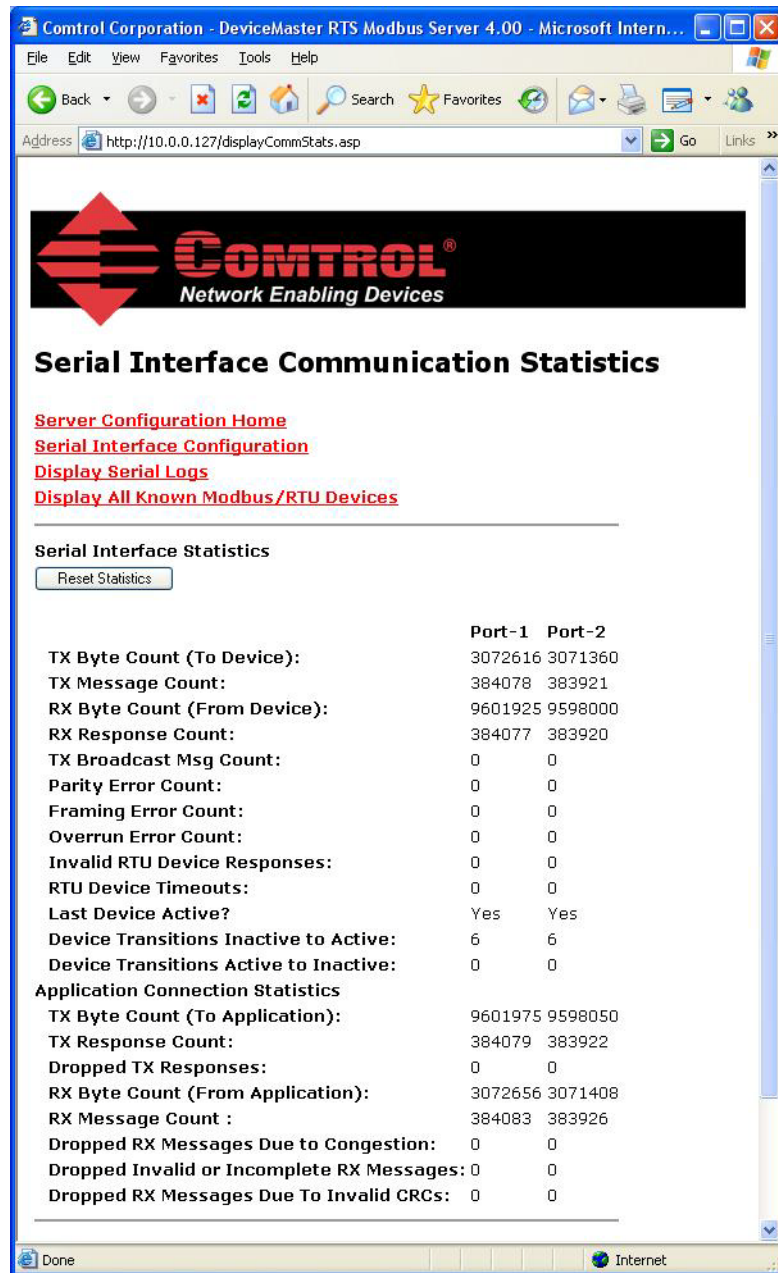 Comtrol Corporation - DeviceMaster RTS Modbus Server 4.00 - Microsoft Intern...
File Edit View Favorites Tools Help
Back Search Favorites
Address http://10.0.0.127/displayCommStats.asp Go Links »
COMTROL®
Network Enabling Devices
Serial Interface Communication Statistics
Server Configuration Home
Serial Interface Configuration
Display Serial Logs
Display All Known Modbus/RTU Devices
Serial Interface Statistics
Reset Statistics
Port-1 Port-2
TX Byte Count (To Device): 3072616 3071360
TX Message Count: 384078 383921
RX Byte Count (From Device): 9601925 9598000
RX Response Count: 384077 383920
TX Broadcast Msg Count: 0 0
Parity Error Count: 0 0
Framing Error Count: 0 0
Overrun Error Count: 0 0
Invalid RTU Device Responses: 0 0
RTU Device Timeouts: 0 0
Last Device Active? Yes Yes
Device Transitions Inactive to Active: 6 6
Device Transitions Active to Inactive: 0 0
Application Connection Statistics
TX Byte Count (To Application): 9601975 9598050
TX Response Count: 384079 383922
Dropped TX Responses: 0 0
RX Byte Count (From Application): 3072656 3071408
RX Message Count : 384083 383926
Dropped RX Messages Due to Congestion: 0 0
Dropped Invalid or Incomplete RX Messages: 0 0
Dropped RX Messages Due To Invalid CRCs: 0 0
Done Internet